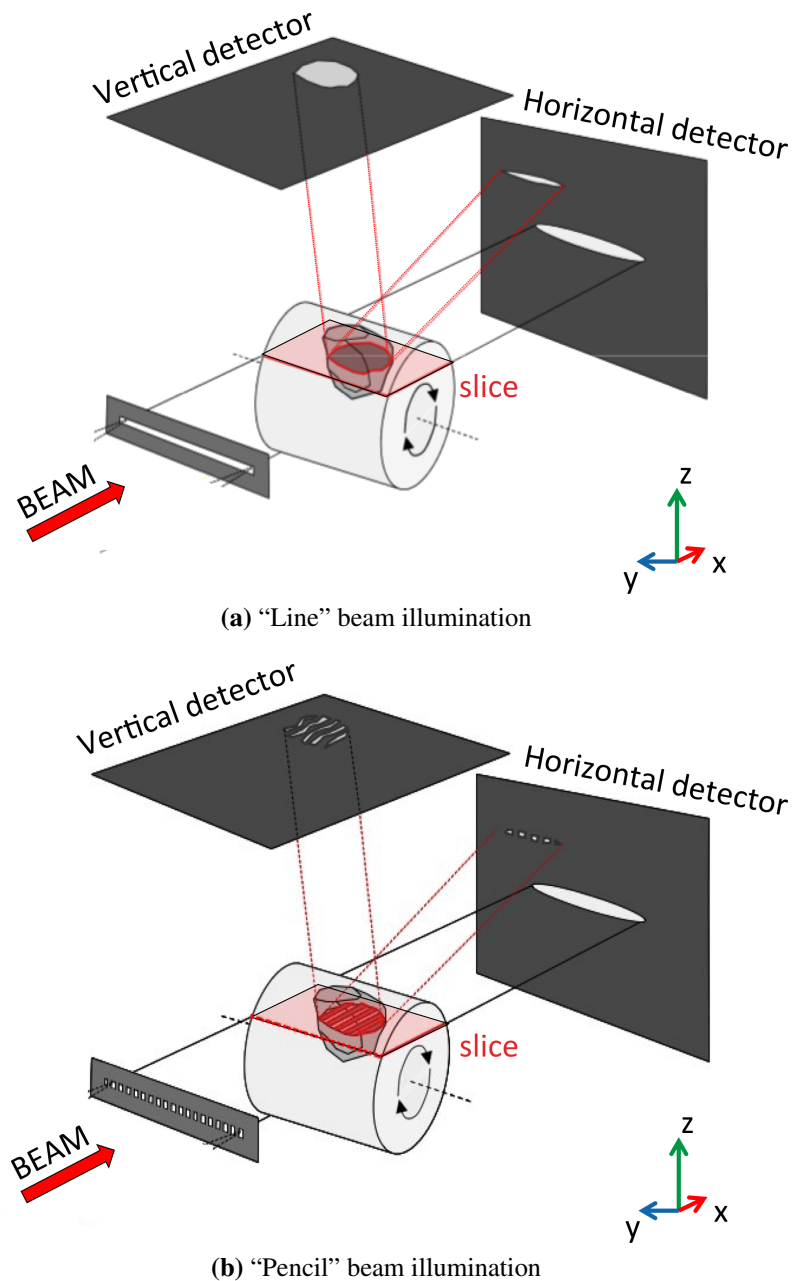 Vertical detector
Horizontal detector
slice
BEAM
z
y
x
(a) “Line” beam illumination
Vertical detector
Horizontal detector
slice
BEAM
z
y
x
(b) “Pencil” beam illumination